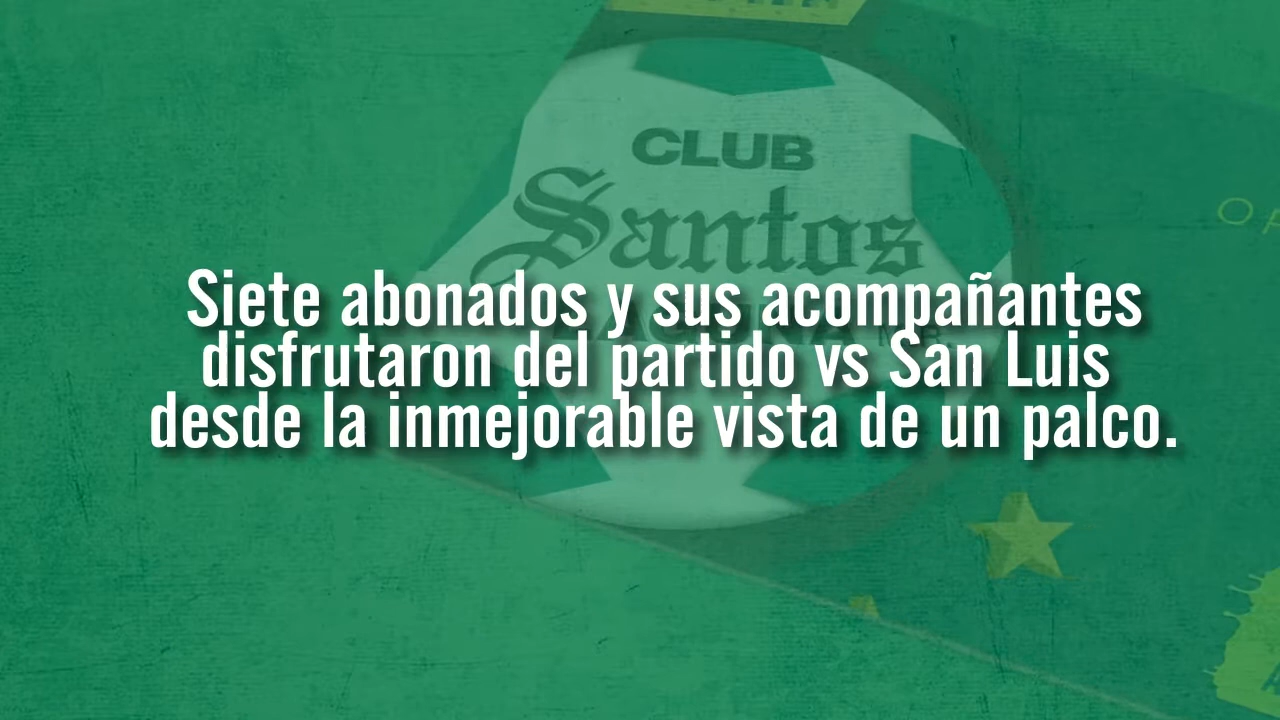 CLUB
Santos
Siete abonados y sus acompañantes
disfrutaron del partido vs San Luis
desde la inmejorable vista de un palco.